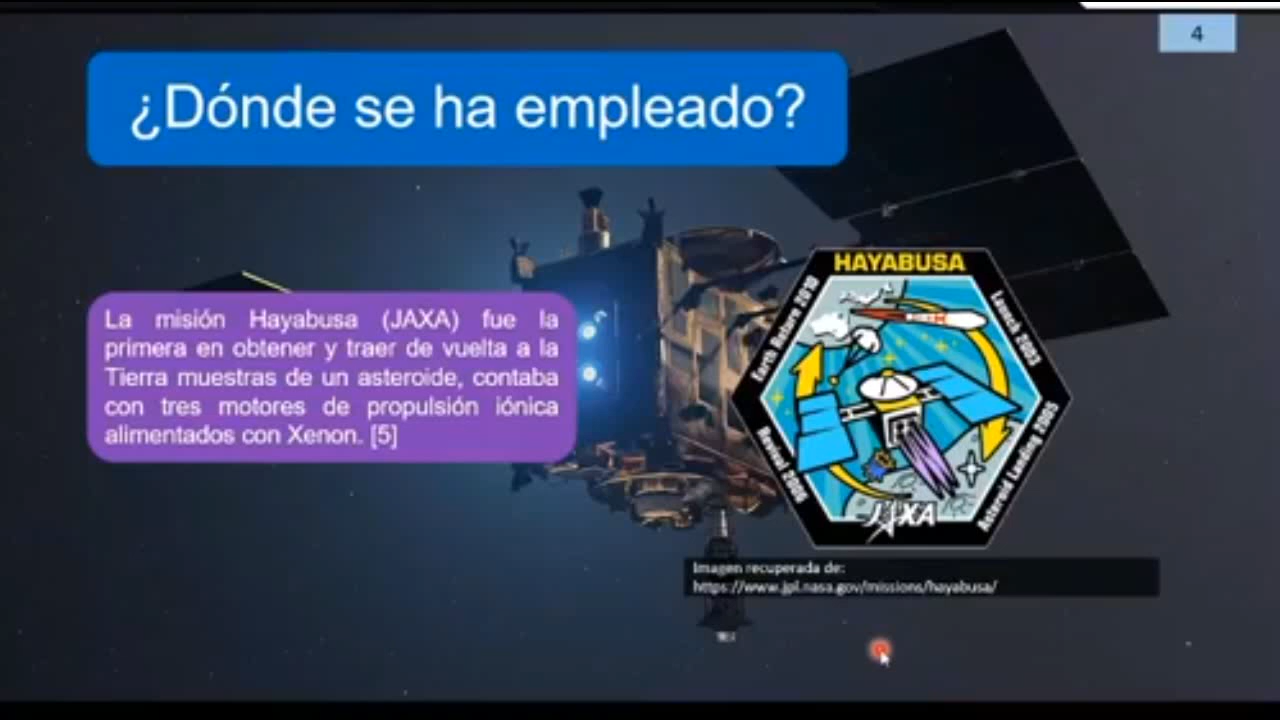 4
¿Dónde se ha empleado?
La misión Hayabusa (JAXA) fue la
primera en obtener y traer de vuelta a la
Tierra muestras de un asteroide, contaba
con tres motores de propulsión iónica
alimentados con Xenon. [5]
HAYABUSA
Earth Return 2010
Launch 2003
Revival 2006
Asteroid Landing 2005
JAXA
Imagen recuperada de:
https://www.jpl.nasa.gov/missions/hayabusa/